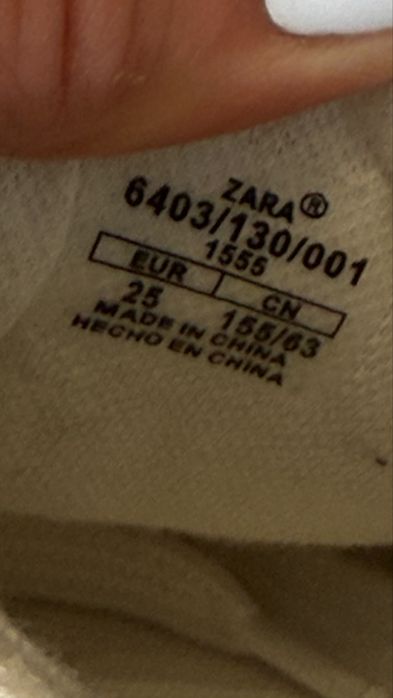 ZARA®
6403/130/001
1555
EUR CN
25 155/63
MADE IN CHINA
HECHO EN CHINA